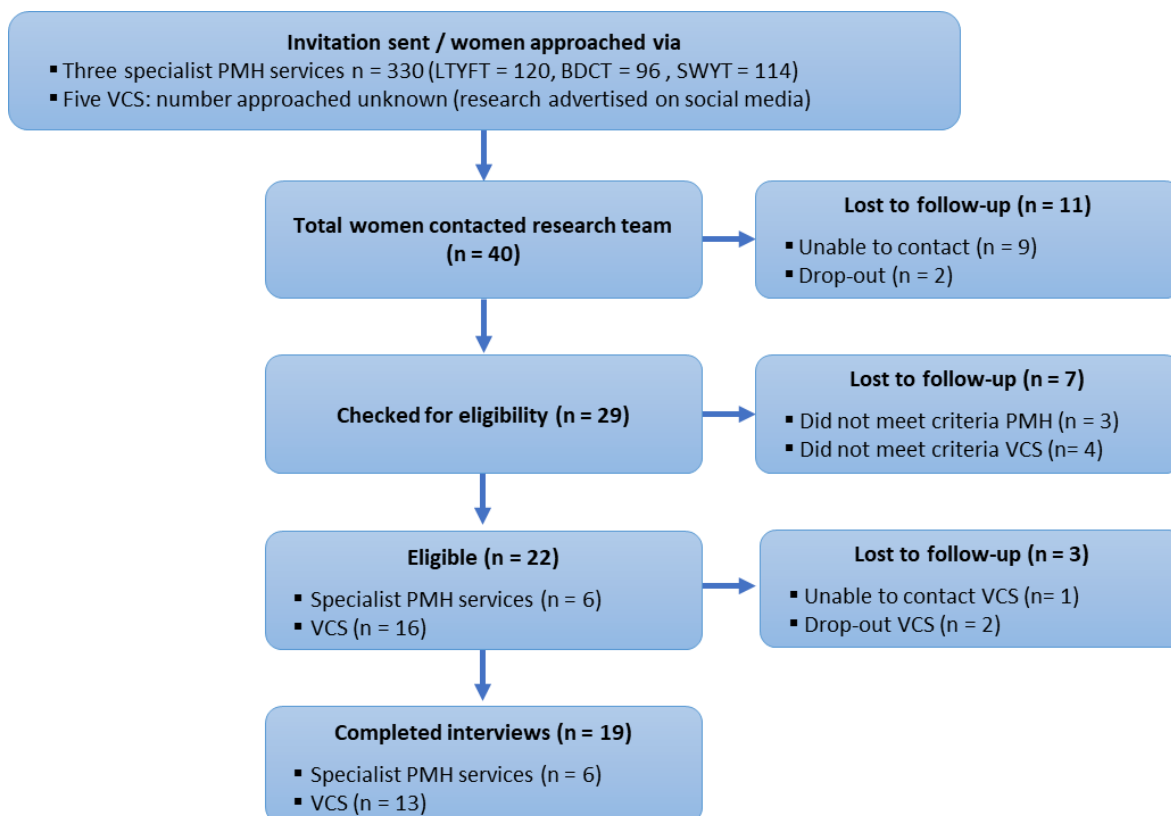 Invitation sent / women approached via
▪ Three specialist PMH services n = 330 (LTYFT = 120, BDCT = 96 , SWYT = 114)
▪ Five VCS: number approached unknown (research advertised on social media)
Total women contacted research team
(n = 40)
Lost to follow-up (n = 11)
▪ Unable to contact (n = 9)
▪ Drop-out (n = 2)
Checked for eligibility (n = 29)
Lost to follow-up (n = 7)
▪ Did not meet criteria PMH (n = 3)
▪ Did not meet criteria VCS (n= 4)
Eligible (n = 22)
▪ Specialist PMH services (n = 6)
▪ VCS (n = 16)
Lost to follow-up (n = 3)
▪ Unable to contact VCS (n= 1)
▪ Drop-out VCS (n = 2)
Completed interviews (n = 19)
▪ Specialist PMH services (n = 6)
▪ VCS (n = 13)